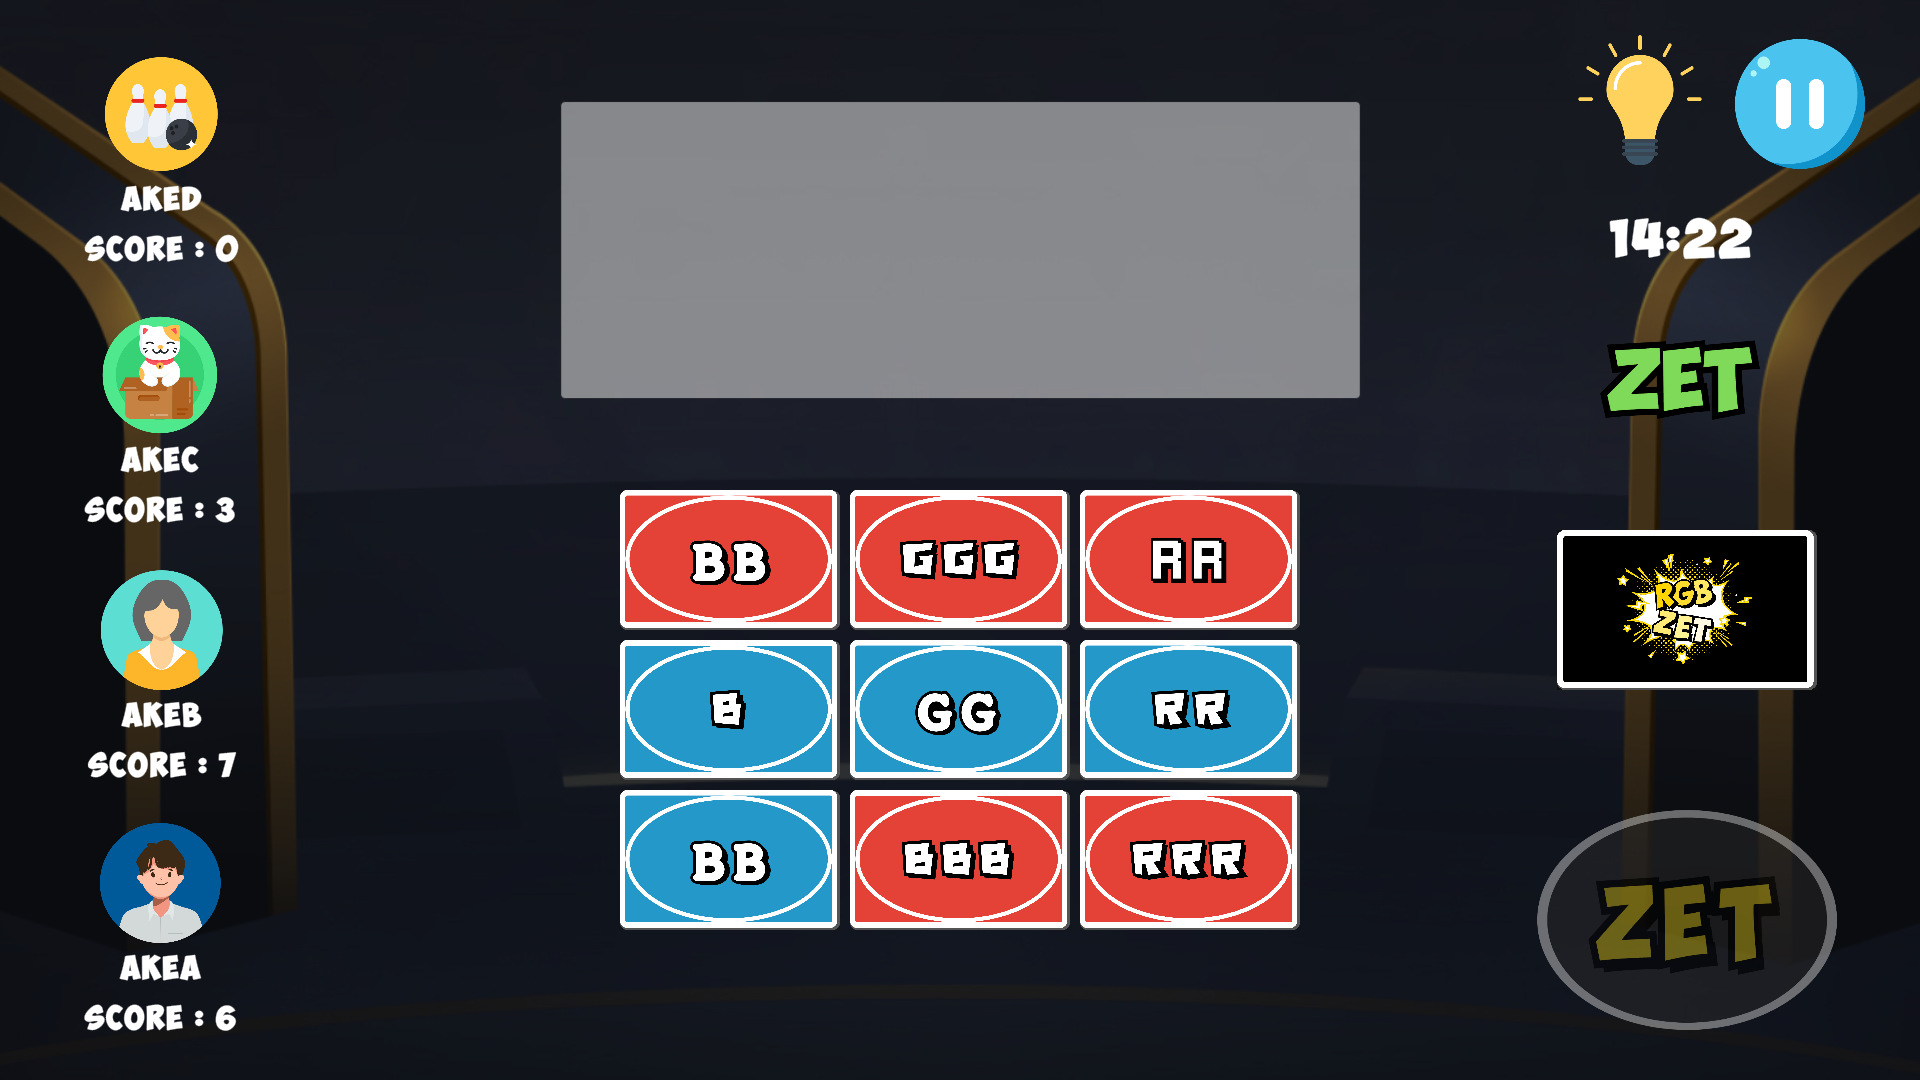 AKED
SCORE : 0
AKEC
SCORE : 3
AKEB
SCORE : 7
AKEA
SCORE : 6
BB
GGG
RR
B
GG
RR
BB
BBB
RRR
14:22
ZET
RGB
ZET
ZET